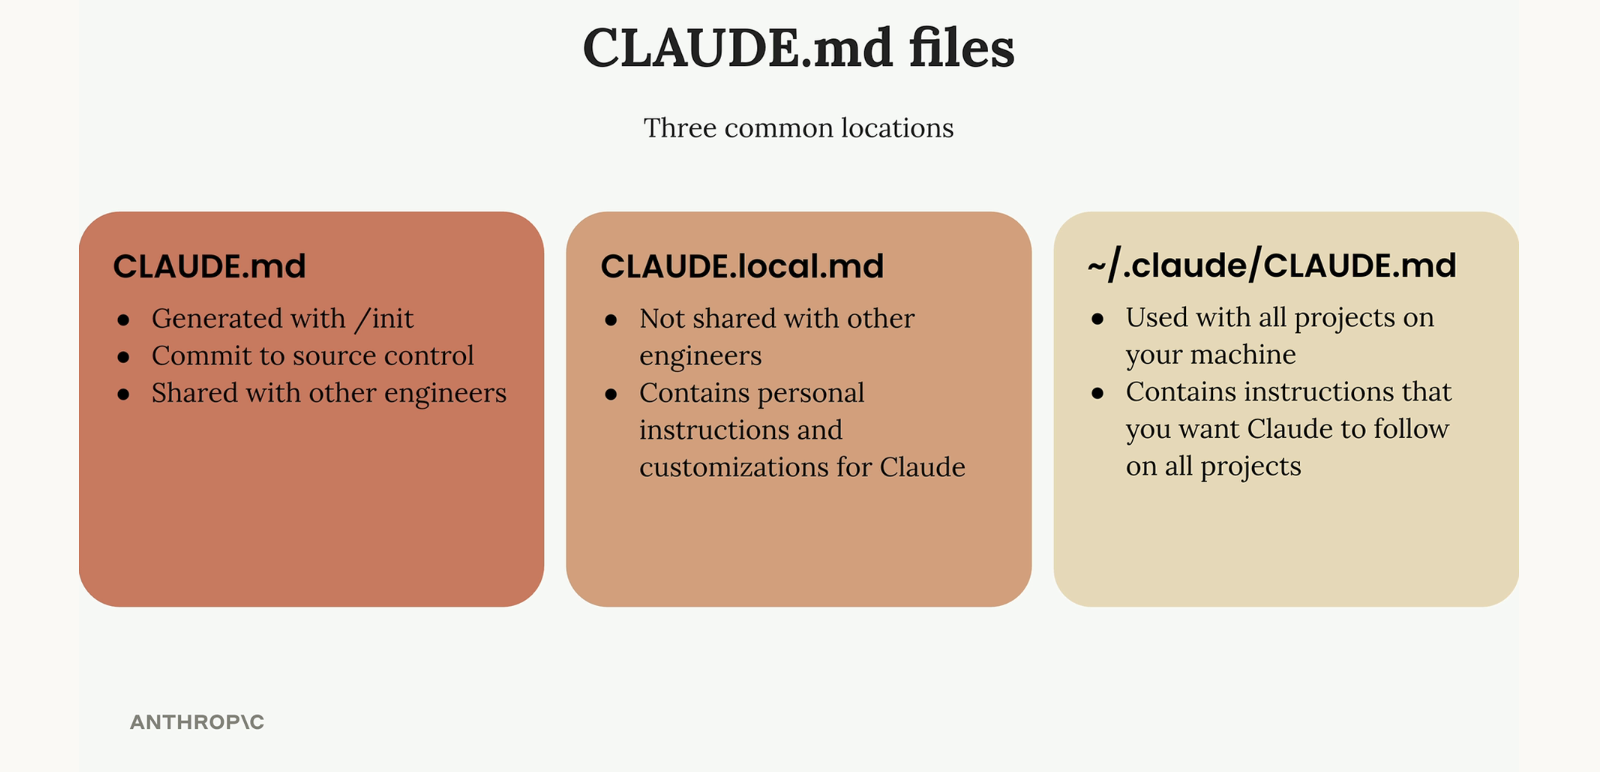 CLAUDE.md files
Three common locations
CLAUDE.md
● Generated with /init
● Commit to source control
● Shared with other engineers
CLAUDE.local.md
● Not shared with other
engineers
● Contains personal
instructions and
customizations for Claude
~/.claude/CLAUDE.md
● Used with all projects on
your machine
● Contains instructions that
you want Claude to follow
on all projects
ANTHROP\C